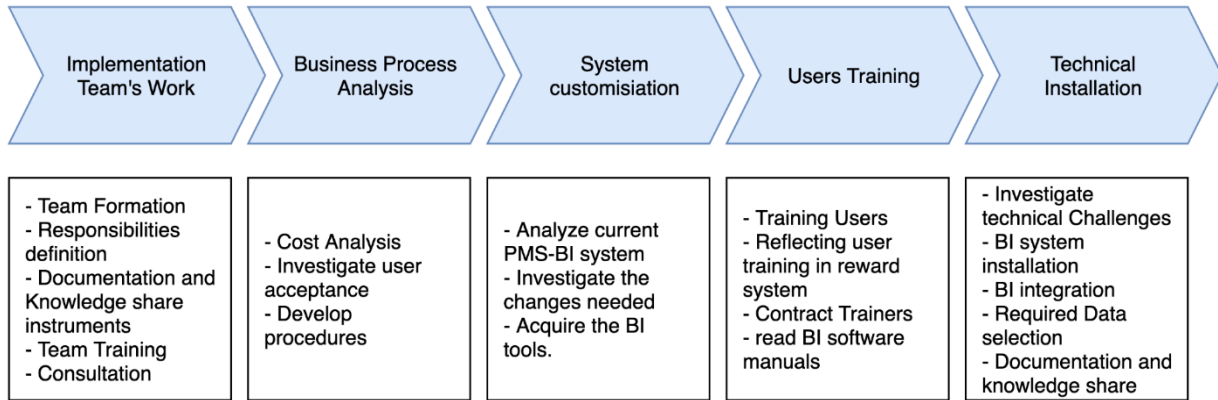 Implementation
Team's Work
Business Process
Analysis
System
customisiation
Users Training
Technical
Installation
- Team Formation
- Responsibilities
definition
- Documentation and
Knowledge share
instruments
- Team Training
- Consultation
- Cost Analysis
- Investigate user
acceptance
- Develop
procedures
- Analyze current
PMS-BI system
- Investigate the
changes needed
- Acquire the BI
tools.
- Training Users
- Reflecting user
training in reward
system
- Contract Trainers
- read BI software
manuals
- Investigate
technical Challenges
- BI system
installation
- BI integration
- Required Data
selection
- Documentation and
knowledge share